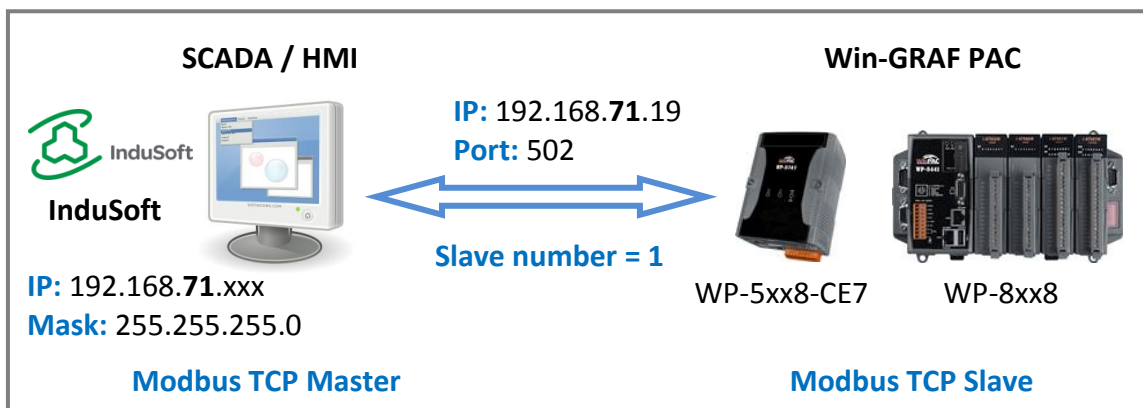 SCADA / HMI
Win-GRAF PAC
IP: 192.168.71.19
Port: 502
InduSoft
InduSoft
Slave number = 1
WP-5xx8-CE7
WP-8xx8
IP: 192.168.71.xxx
Mask: 255.255.255.0
Modbus TCP Master
Modbus TCP Slave